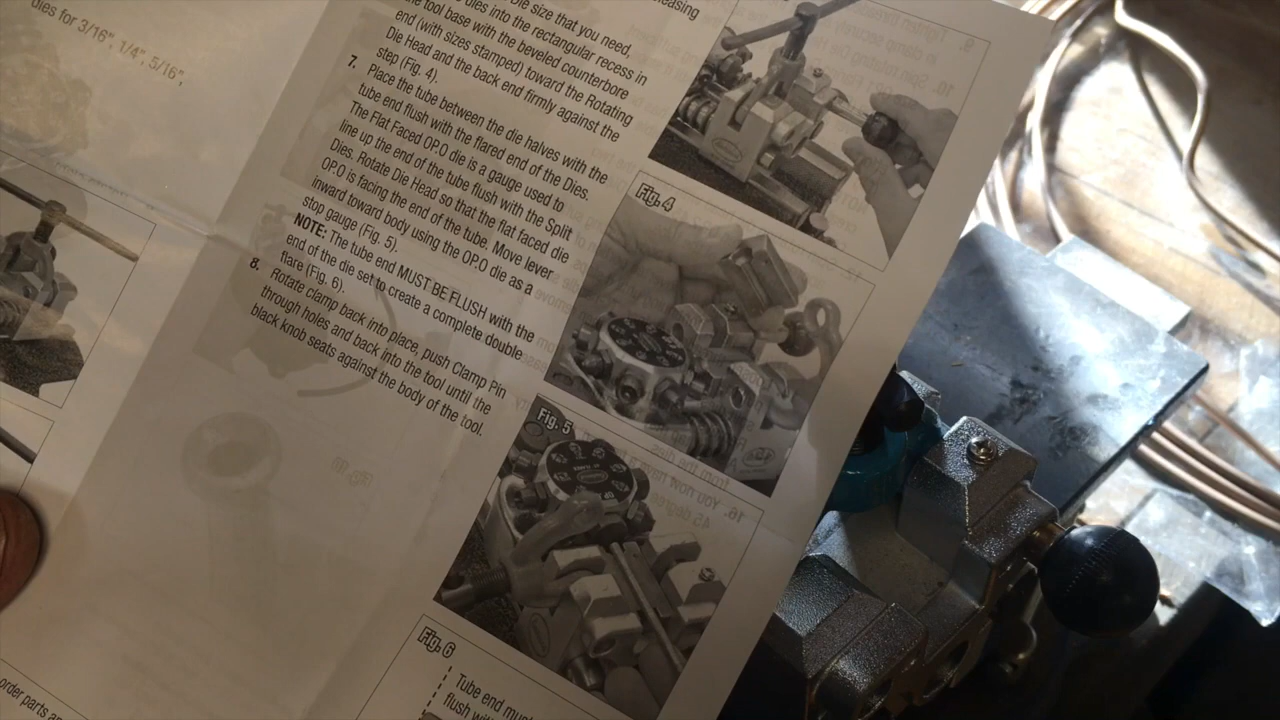 dies for 3/16", 1/4", 5/16",
Die size that you need,
dies into the rectangular recess in
tool base with the beveled counterbore
end (with sizes stamped) toward the Rotating
Die Head and the back end firmly against the
step (Fig. 4).
7. Place the tube between the die halves with the
tube end flush with the flared end of the Dies.
The Flat Faced OP.O die is a gauge used to
line up the end of the tube flush with the Split
Dies. Rotate Die Head so that the flat faced die
OP.O is facing the end of the tube. Move lever
inward toward body using the OP.O die as a
stop gauge (Fig. 5).
NOTE: The tube end MUST BE FLUSH with the
end of the die set to create a complete double
flare (Fig. 6).
8. Rotate clamp back into place, push Clamp Pin
through holes and back into the tool until the
black knob seats against the body of the tool.
Fig. 4
Fig. 5
Fig. 6
Tube end must
flush
order parts